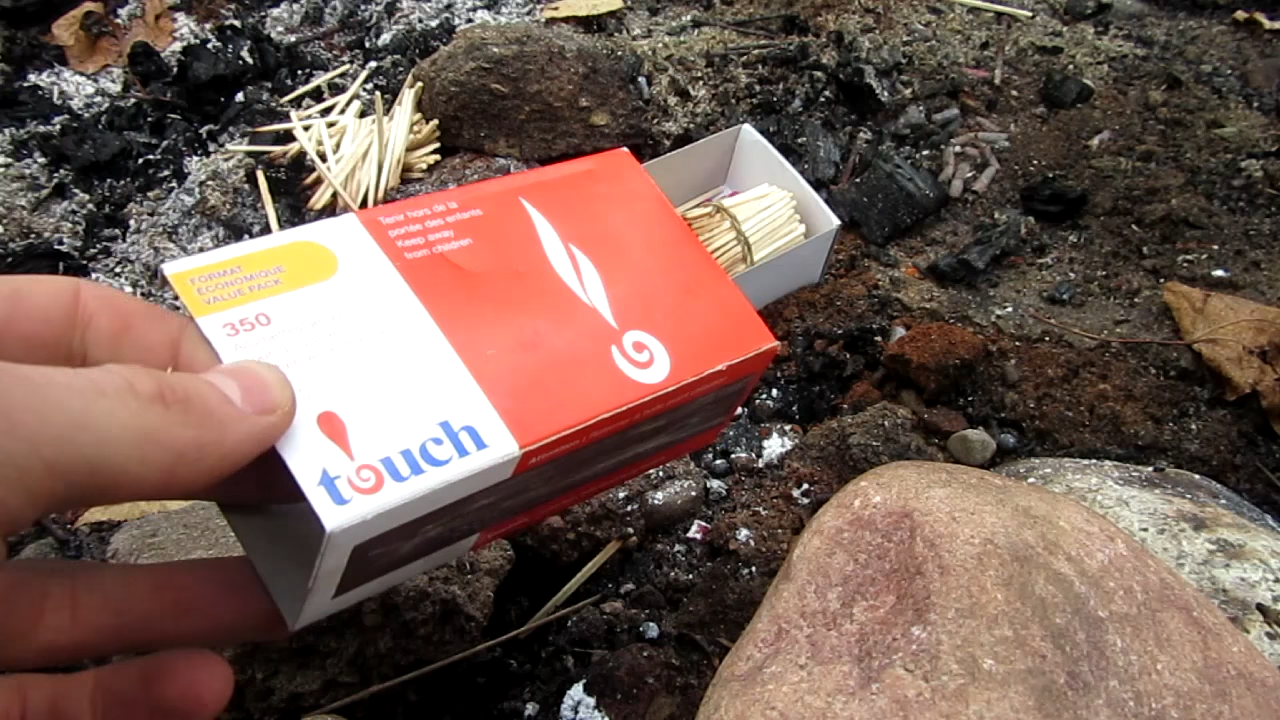 FORMAT
ÉCONOMIQUE
VALUE PACK
350
Tenir hors de la
portée des enfants
Keep away
from children
touch